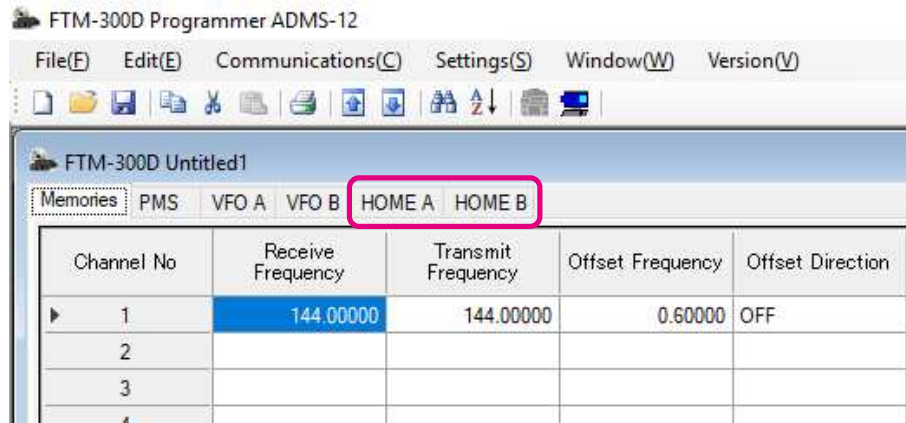 FTM-300D Programmer ADMS-12
File(F) Edit(E) Communications(C) Settings(S) Window(W) Version(V)
FTM-300D Untitled1
Memories PMS VFO A VFO B HOME A HOME B
Channel No Receive Frequency Transmit Frequency Offset Frequency Offset Direction
1 144.00000 144.00000 0.60000 OFF
2
3